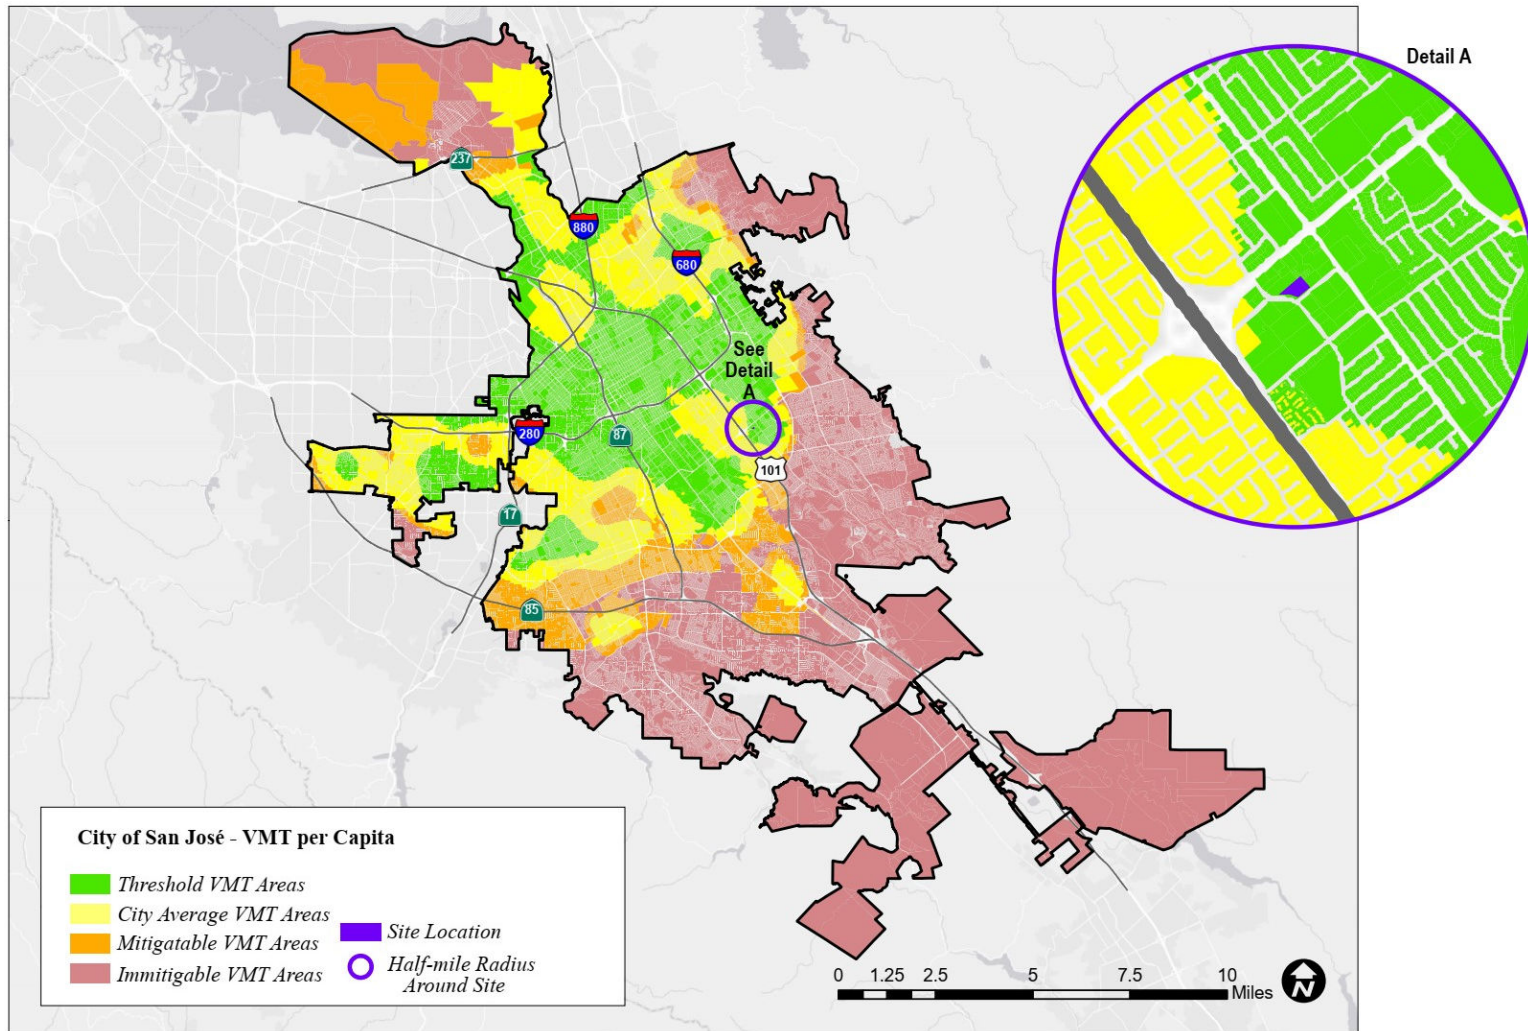 Detail A
237
880
680
See
Detail
A
280
87
101
17
85
City of San José - VMT per Capita
Threshold VMT Areas
City Average VMT Areas
Mitigatable VMT Areas
Immitigable VMT Areas
Site Location
Half-mile Radius
Around Site
0 1.25 2.5 5 7.5 10
Miles
N